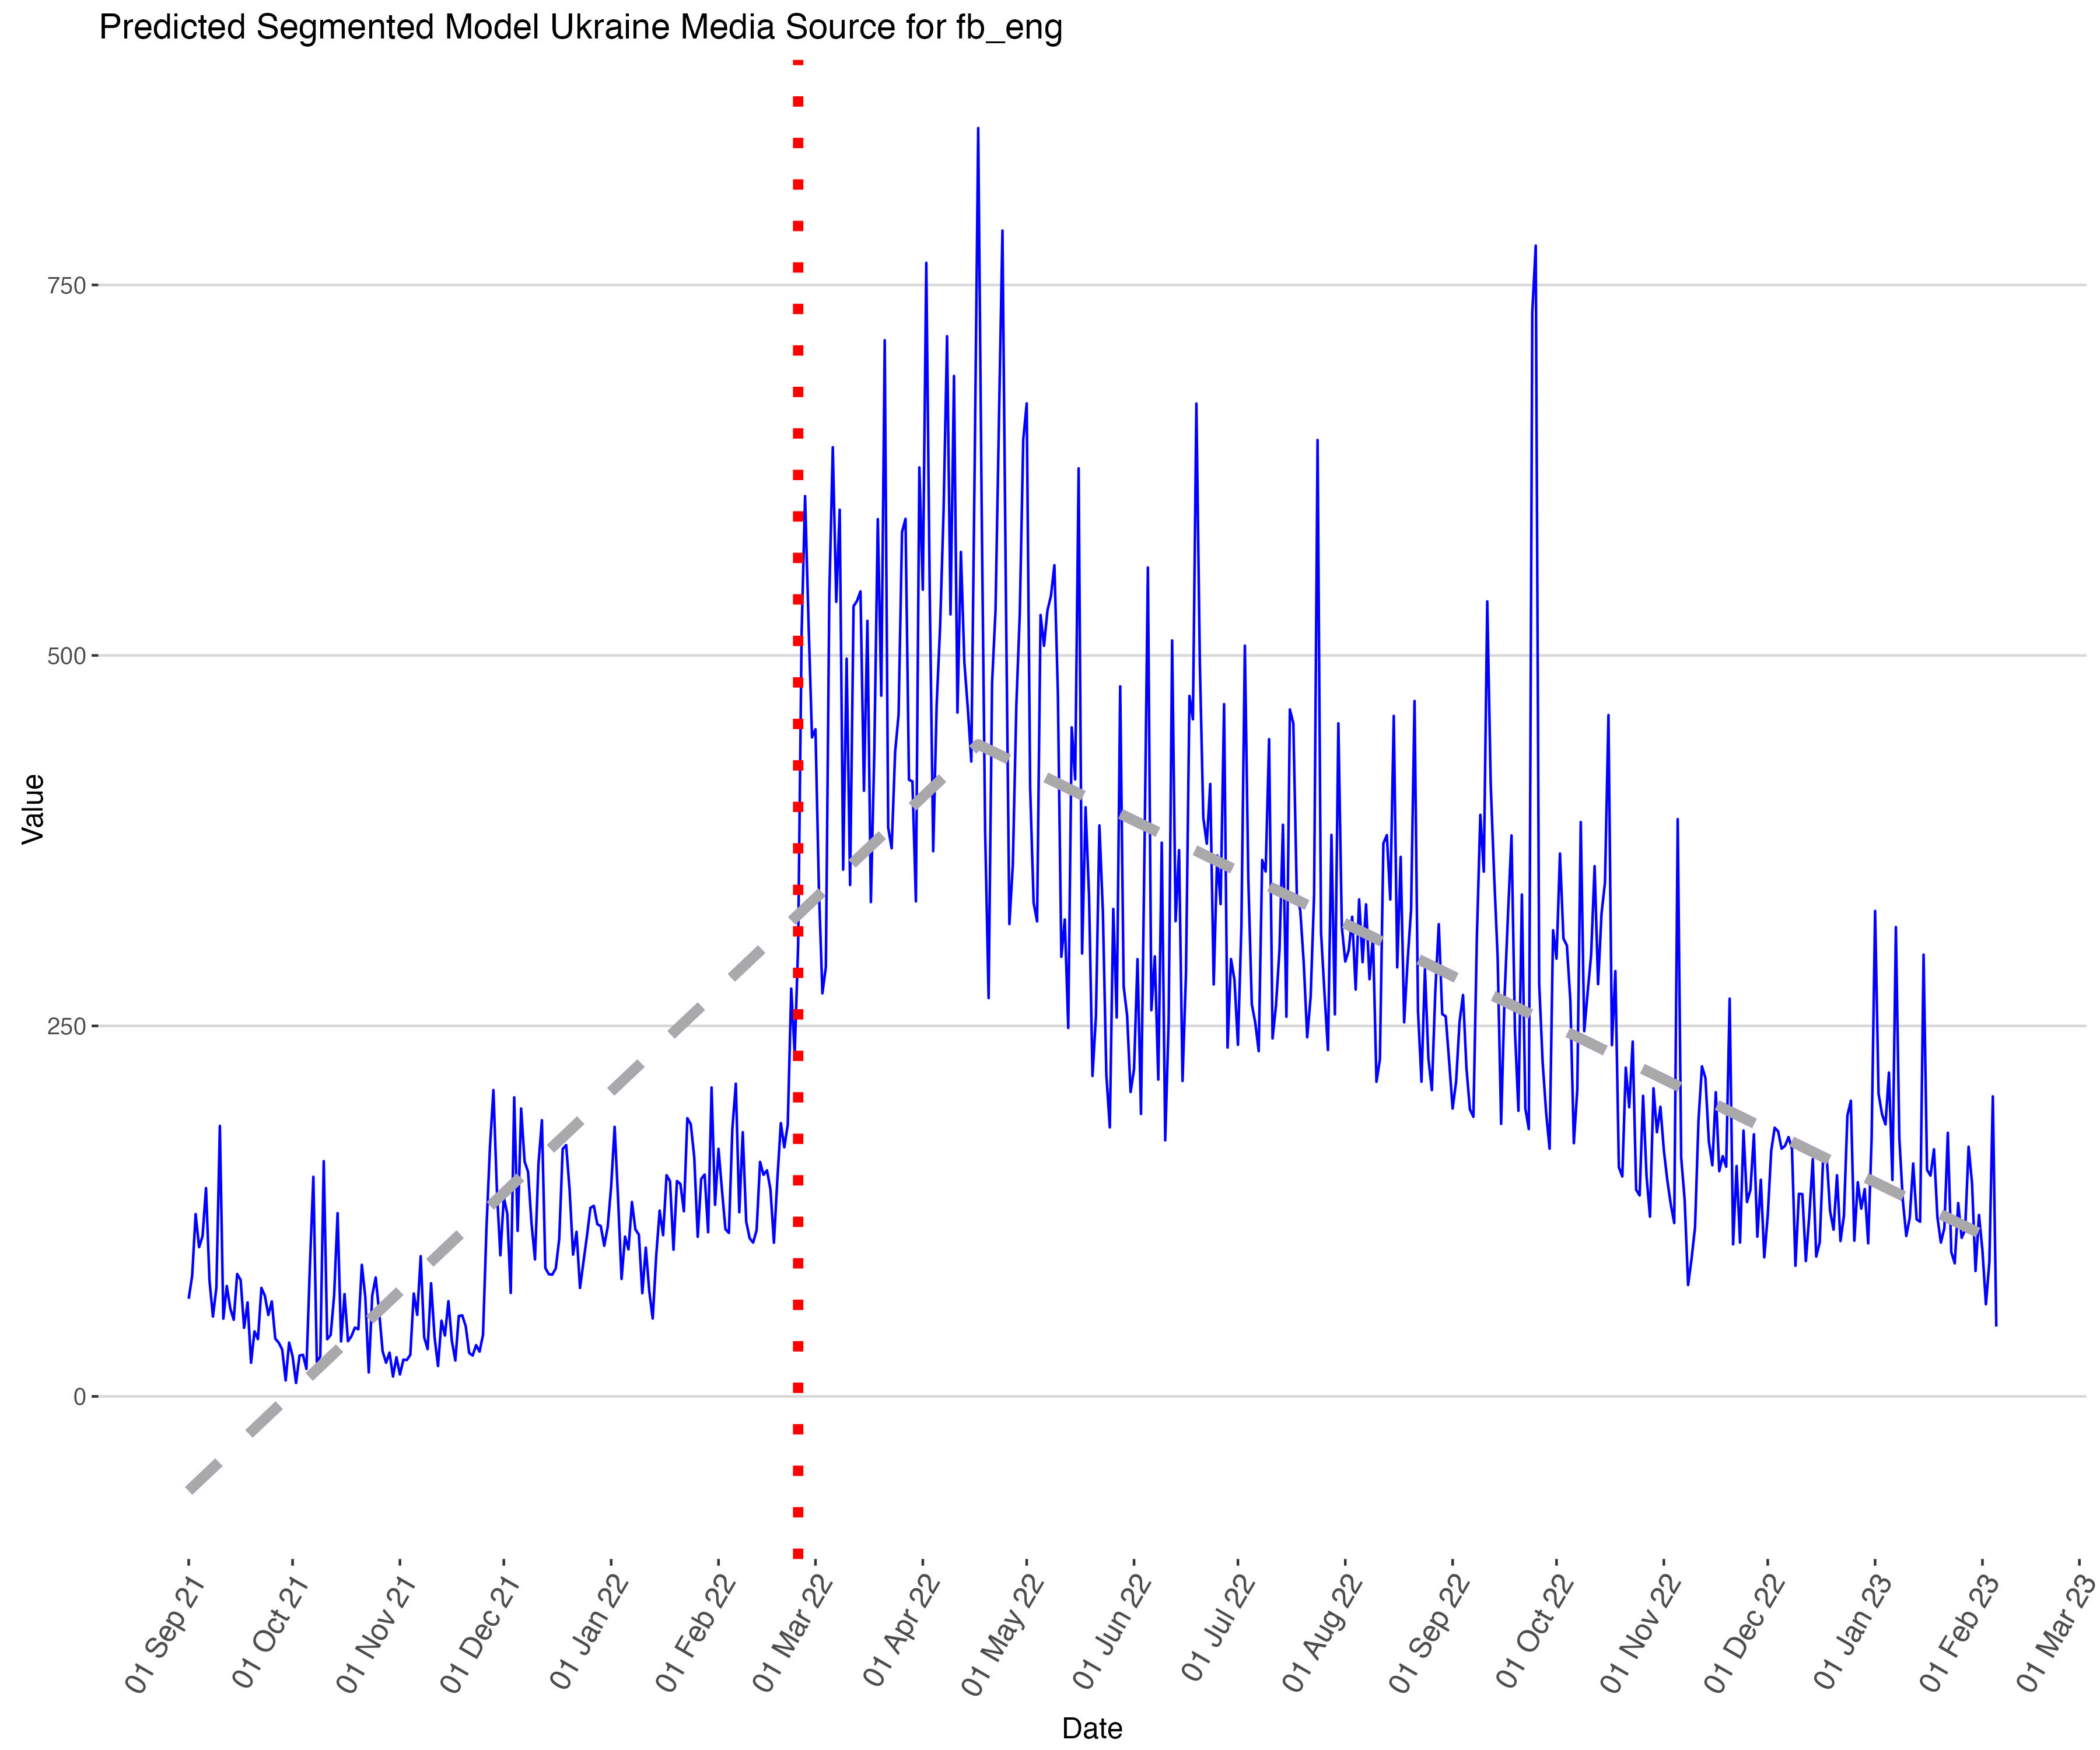 Predicted Segmented Model Ukraine Media Source for fb_eng
Value
750
500
250
0
01 Sep 21
01 Oct 21
01 Nov 21
01 Dec 21
01 Jan 22
01 Feb 22
01 Mar 22
01 Apr 22
01 May 22
01 Jun 22
01 Jul 22
01 Aug 22
01 Sep 22
01 Oct 22
01 Nov 22
01 Dec 22
01 Jan 23
01 Feb 23
01 Mar 23
Date